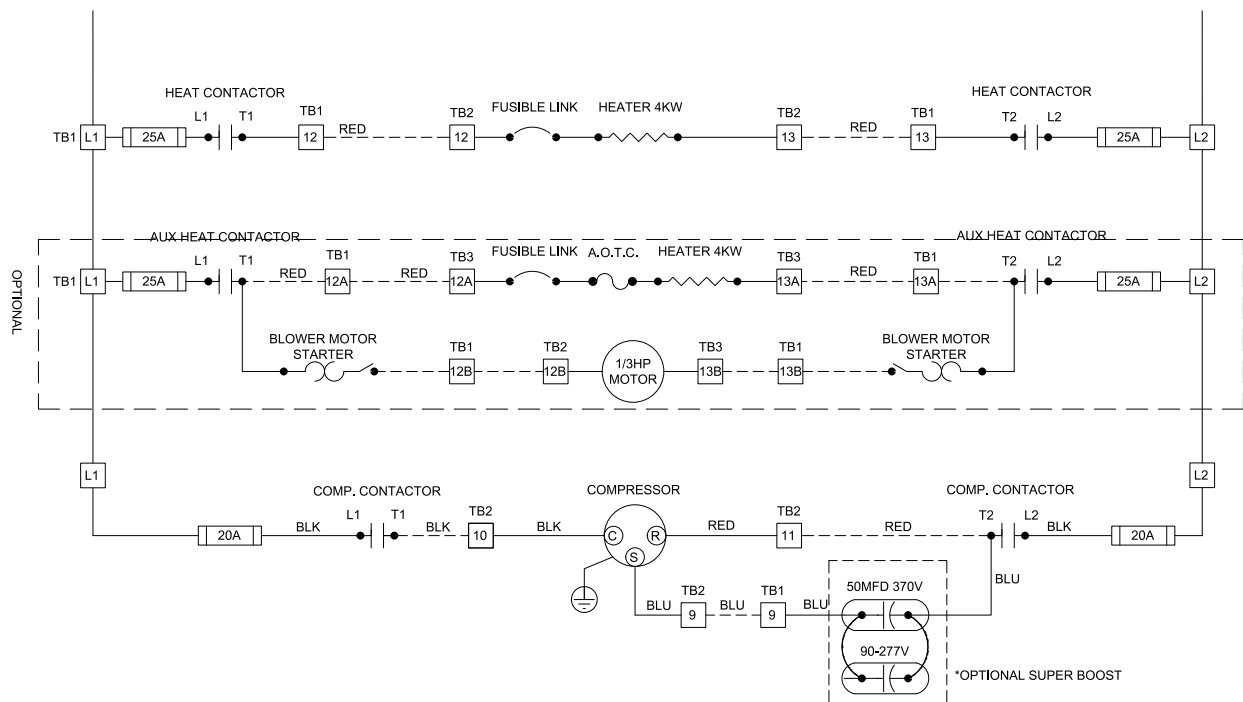 HEAT CONTACTOR
HEAT CONTACTOR
L1 T1 TB1 TB2 FUSIBLE LINK HEATER 4KW TB2 TB1 T2 L2
RED RED
TB1 L1 25A 12 12 13 13 25A L2
AUX HEAT CONTACTOR AUX HEAT CONTACTOR
L1 T1 TB1 TB3 FUSIBLE LINK A.O.T.C. HEATER 4KW TB3 TB1 T2 L2
OPTIONAL
RED RED RED
TB1 L1 25A 12A 12A 13A 13A 25A L2
BLOWER MOTOR
STARTER
TB1 TB2 TB3 TB1
BLOWER MOTOR
STARTER
12B 12B
1/3HP
MOTOR
13B 13B
L1 L2
COMP. CONTACTOR COMPRESSOR COMP. CONTACTOR
L1 T1 TB2 TB2 T2 L2
BLK BLK BLK RED RED BLK
20A 10 C R 11 20A
S
BLU TB2 BLU TB1 BLU 50MFD 370V BLU
9 9
90-277V
*OPTIONAL SUPER BOOST